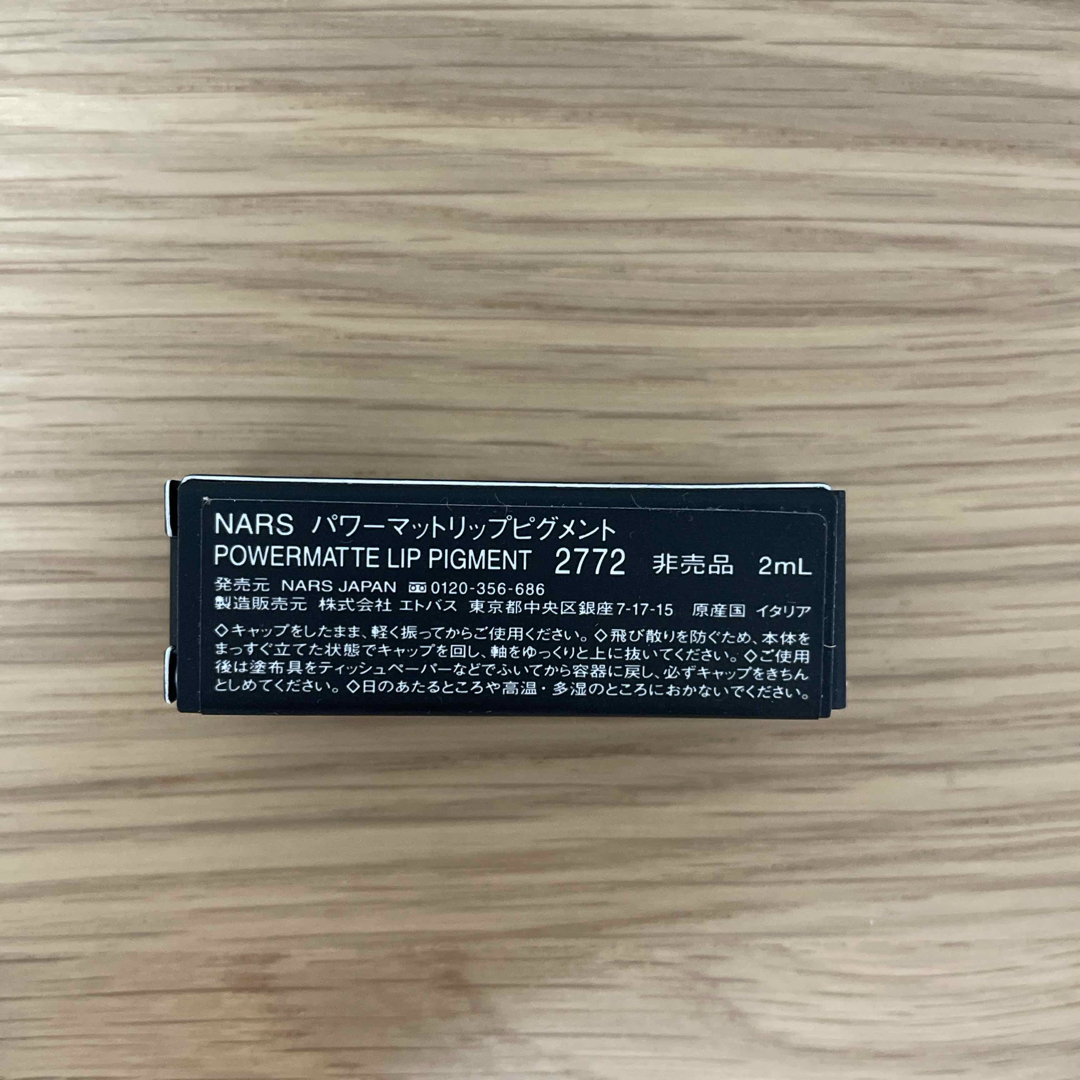 NARS パワーマットリップピグメント
POWERMATTE LIP PIGMENT 2772 非売品 2mL
発売元 NARS JAPAN 0120-356-686
製造販売元 株式会社 エトバス 東京都中央区銀座7-17-15 原産国 イタリア
◇キャップをしたまま、軽く振ってからご使用ください。◇飛び散りを防ぐため、本体を
まっすぐ立てた状態でキャップを回し、軸をゆっくりと上に抜いてください。◇ご使用
後は塗布具をティッシュペーパーなどでふいてから容器に戻し、必ずキャップをきちん
としめてください。◇日のあたるところや高温・多湿のところにおかないでください。